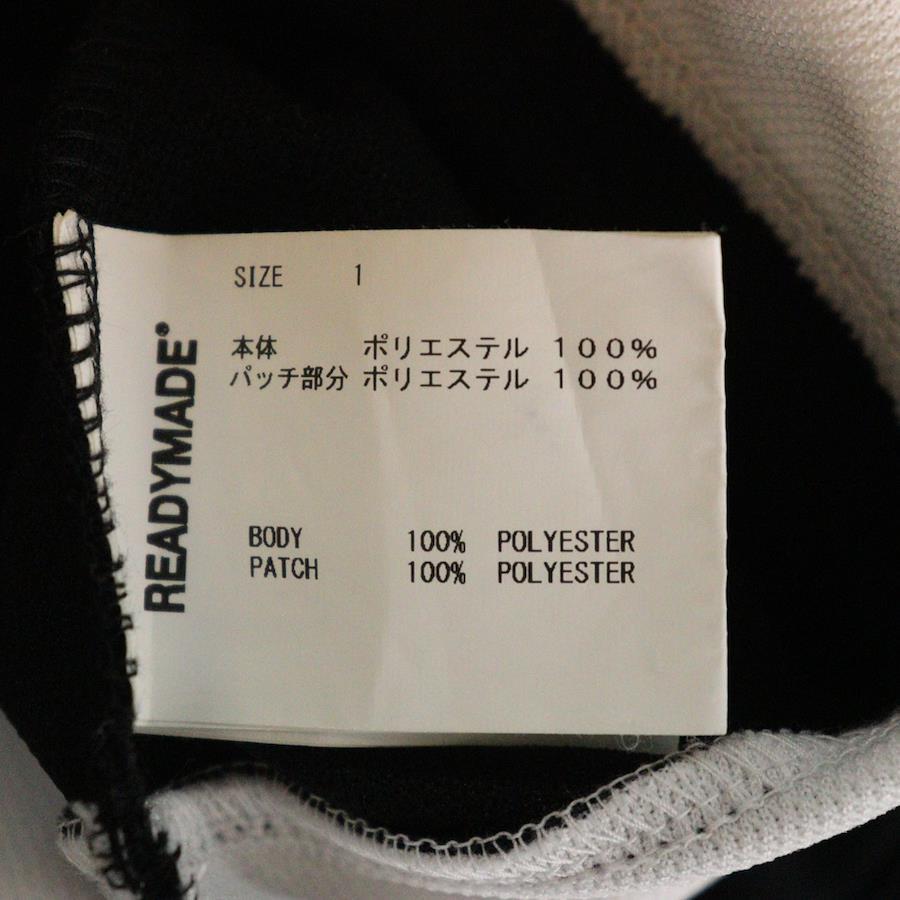 SIZE 1
本体 ポリエステル 100%
パッチ部分 ポリエステル 100%
READYMADE®
BODY 100% POLYESTER
PATCH 100% POLYESTER